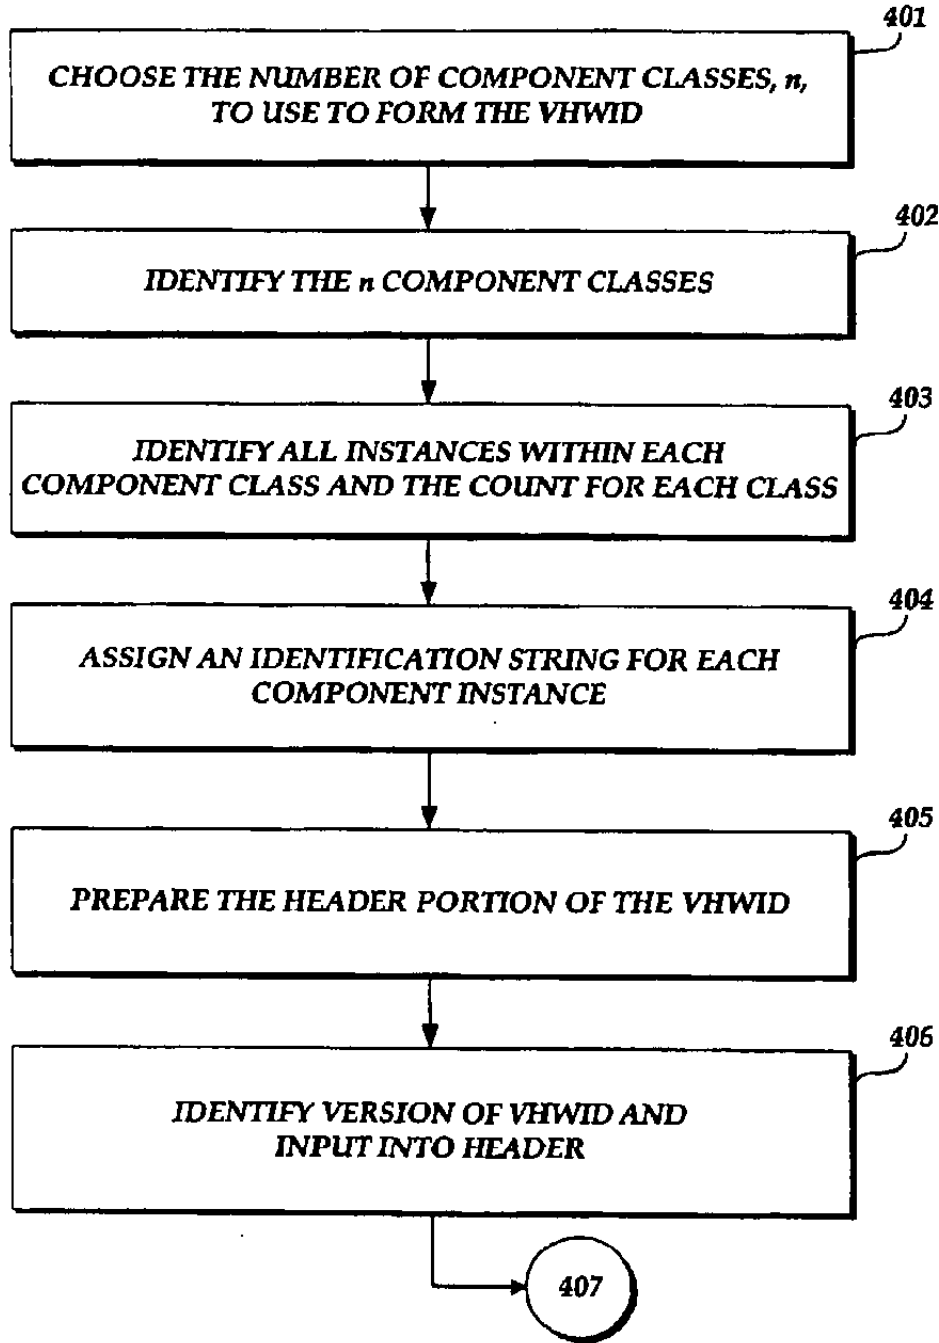 401
CHOOSE THE NUMBER OF COMPONENT CLASSES, n,
TO USE TO FORM THE VHWID
402
IDENTIFY THE n COMPONENT CLASSES
403
IDENTIFY ALL INSTANCES WITHIN EACH
COMPONENT CLASS AND THE COUNT FOR EACH CLASS
404
ASSIGN AN IDENTIFICATION STRING FOR EACH
COMPONENT INSTANCE
405
PREPARE THE HEADER PORTION OF THE VHWID
406
IDENTIFY VERSION OF VHWID AND
INPUT INTO HEADER
407